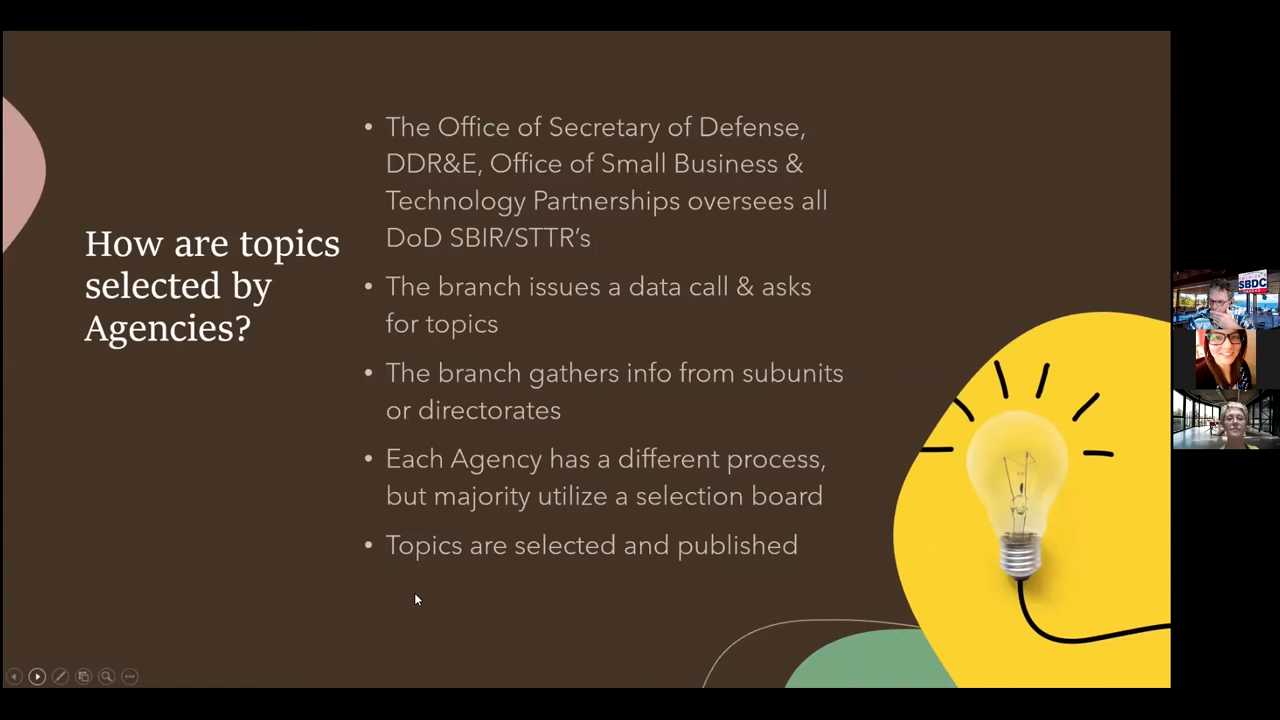 How are topics
selected by
Agencies?
• The Office of Secretary of Defense,
DDR&E, Office of Small Business &
Technology Partnerships oversees all
DoD SBIR/STTR’s
• The branch issues a data call & asks
for topics
• The branch gathers info from subunits
or directorates
• Each Agency has a different process,
but majority utilize a selection board
• Topics are selected and published
SBDC